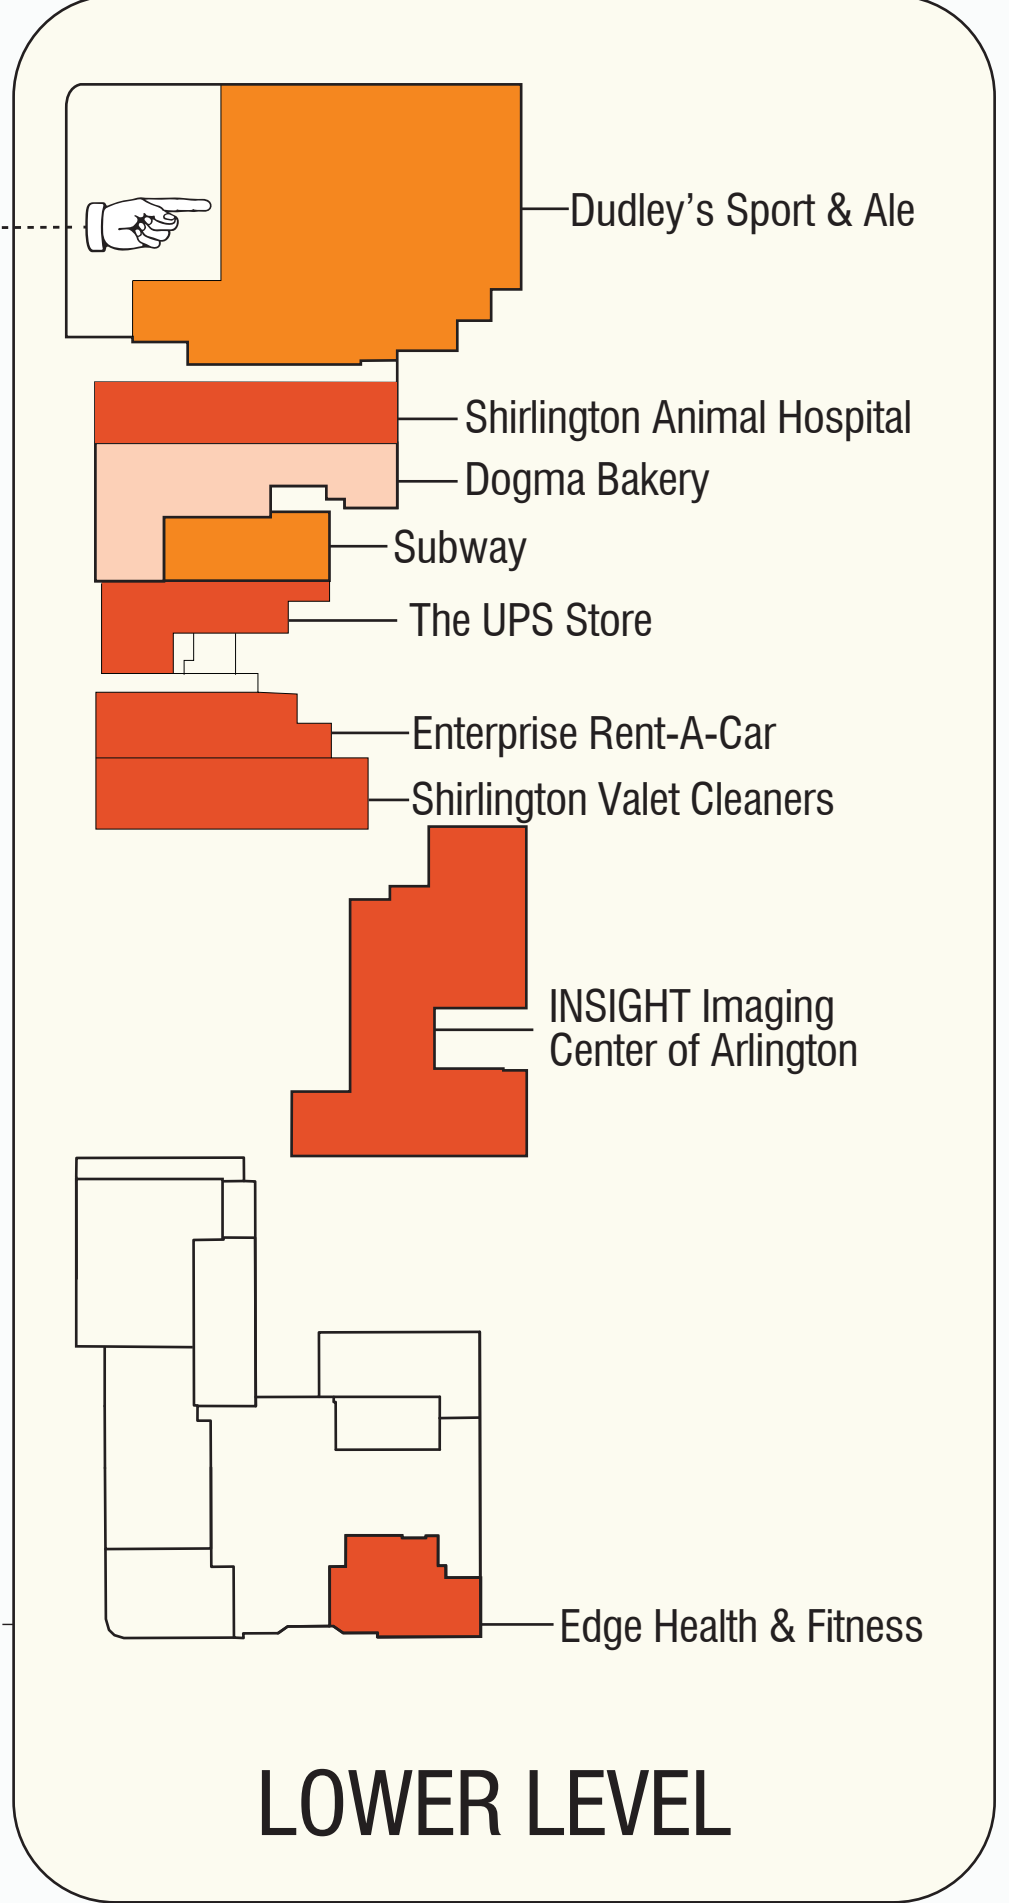 Dudley’s Sport & Ale
Shirlington Animal Hospital
Dogma Bakery
Subway
The UPS Store
Enterprise Rent-A-Car
Shirlington Valet Cleaners
INSIGHT Imaging
Center of Arlington
Edge Health & Fitness
LOWER LEVEL